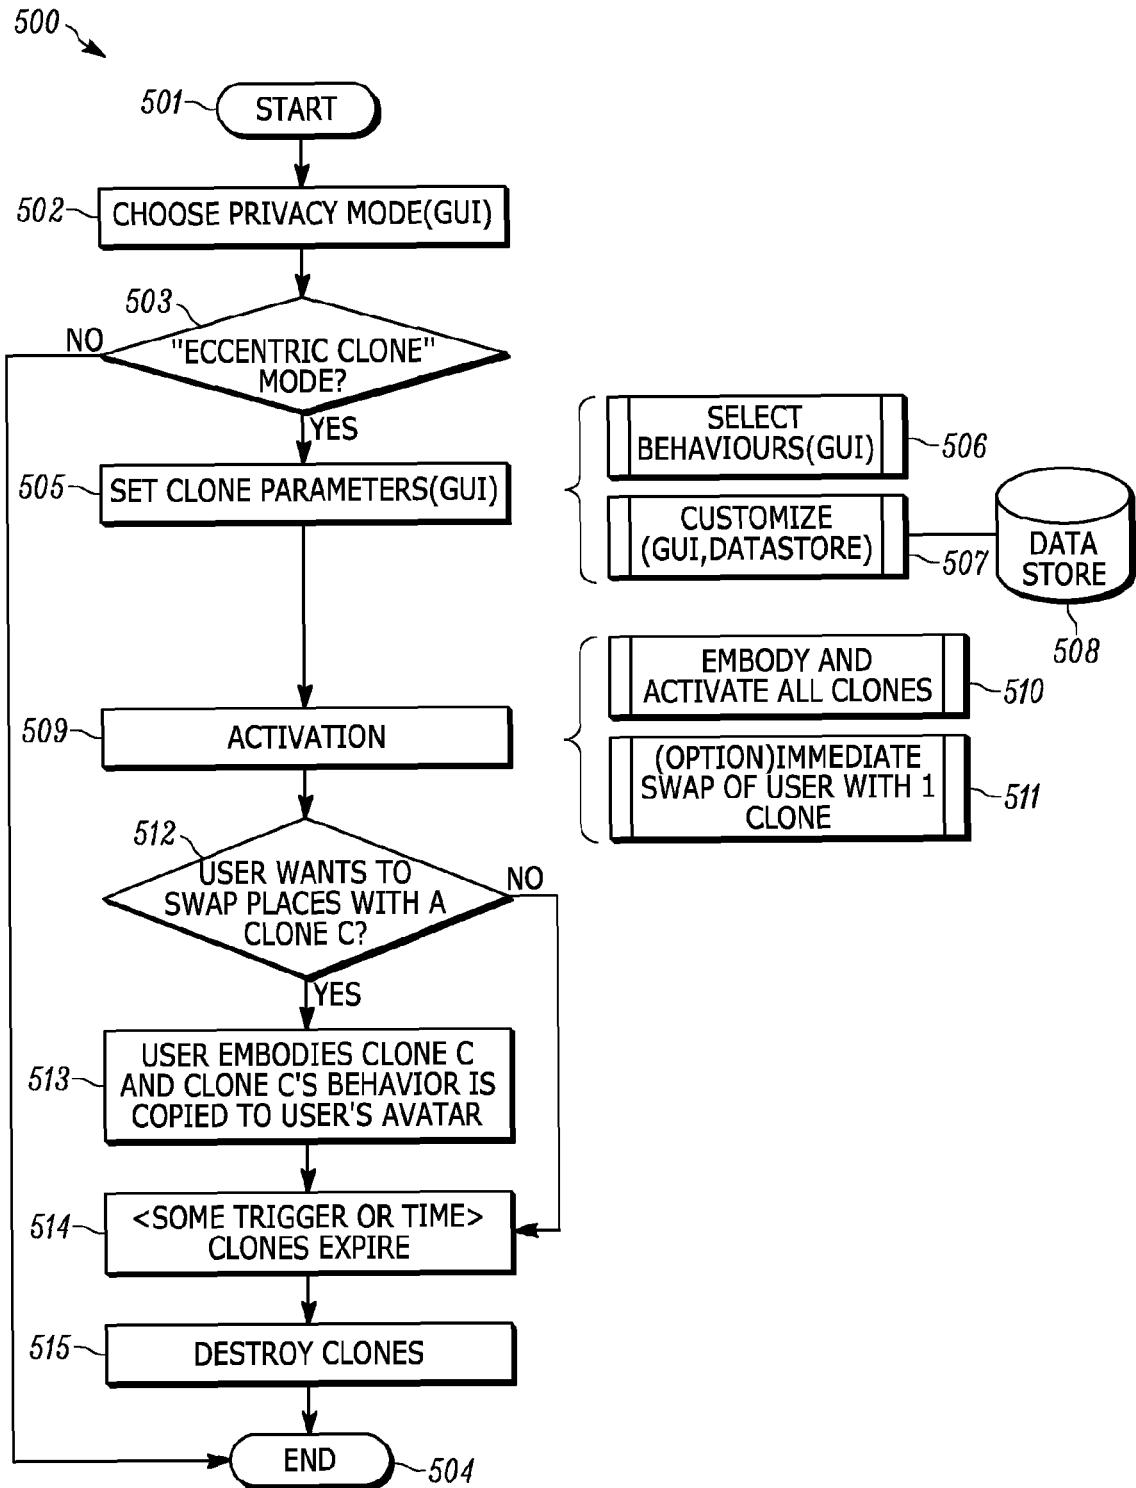 500
501
START
502
CHOOSE PRIVACY MODE(GUI)
503
NO
"ECCENTRIC CLONE"
MODE?
YES
505
SET CLONE PARAMETERS(GUI)
SELECT
BEHAVIOURS(GUI)
506
CUSTOMIZE
(GUI,DATASTORE)
507
DATA
STORE
508
509
ACTIVATION
EMBODY AND
ACTIVATE ALL CLONES
510
(OPTION)IMMEDIATE
SWAP OF USER WITH 1
CLONE
511
512
USER WANTS TO
SWAP PLACES WITH A
CLONE C?
NO
YES
513
USER EMBODIES CLONE C
AND CLONE C'S BEHAVIOR IS
COPIED TO USER'S AVATAR
514
<SOME TRIGGER OR TIME>
CLONES EXPIRE
515
DESTROY CLONES
END
504